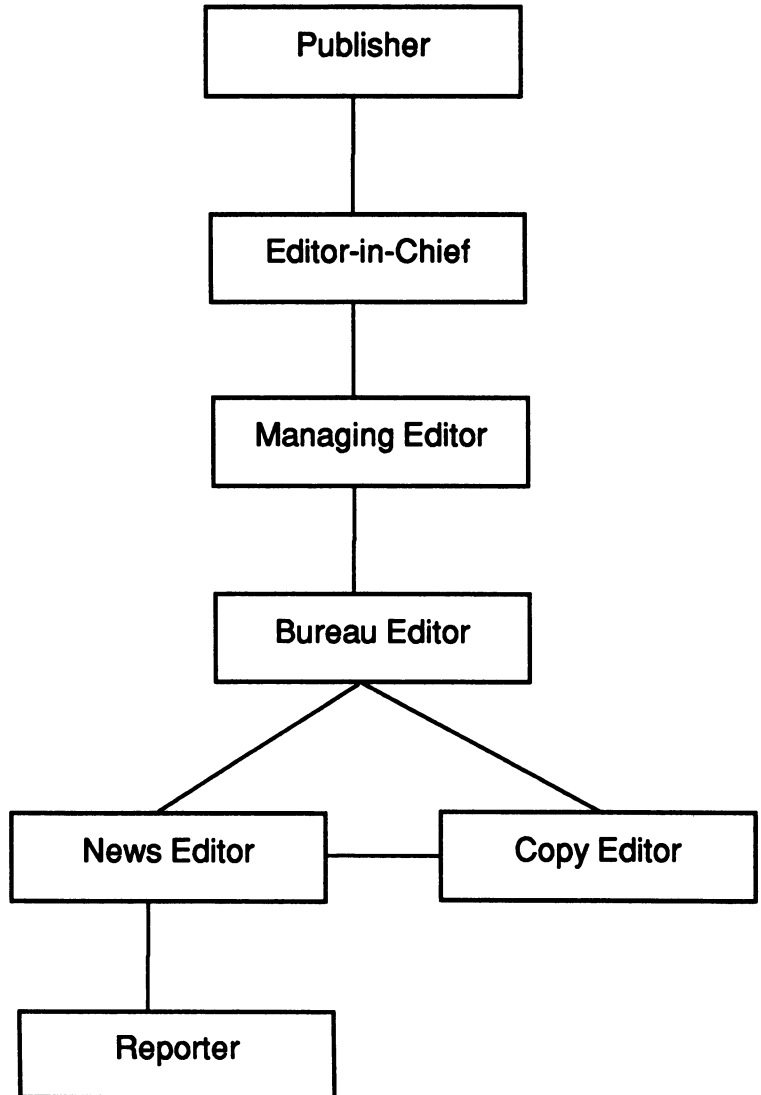 Publisher
Editor-in-Chief
Managing Editor
Bureau Editor
News Editor
Copy Editor
Reporter